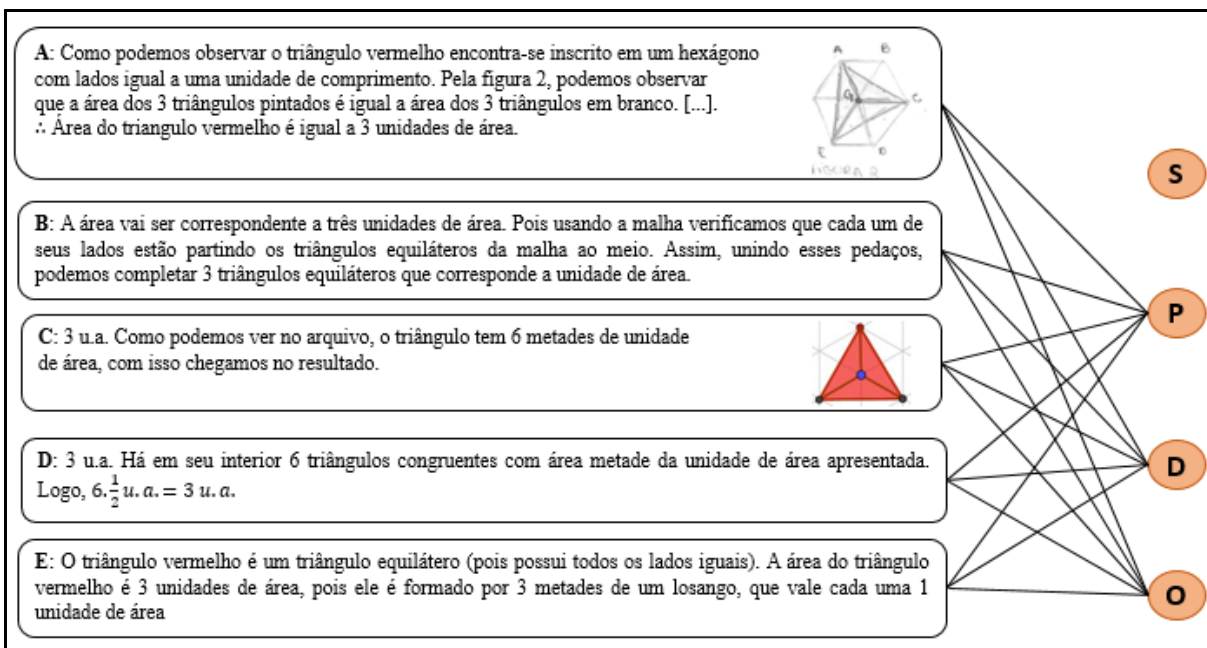 A: Como podemos observar o triângulo vermelho encontra-se inscrito em um hexágono
com lados igual a uma unidade de comprimento. Pela figura 2, podemos observar
que a área dos 3 triângulos pintados é igual a área dos 3 triângulos em branco. [...].
∴ Área do triangulo vermelho é igual a 3 unidades de área.
A B
G C
E D
FIGURA 2
S
B: A área vai ser correspondente a três unidades de área. Pois usando a malha verificamos que cada um de
seus lados estão partindo os triângulos equiláteros da malha ao meio. Assim, unindo esses pedaços,
podemos completar 3 triângulos equiláteros que corresponde a unidade de área.
P
C: 3 u.a. Como podemos ver no arquivo, o triângulo tem 6 metades de unidade
de área, com isso chegamos no resultado.
D: 3 u.a. Há em seu interior 6 triângulos congruentes com área metade da unidade de área apresentada.
Logo, 6.½ u.a. = 3 u.a.
D
E: O triângulo vermelho é um triângulo equilátero (pois possui todos os lados iguais). A área do triângulo
vermelho é 3 unidades de área, pois ele é formado por 3 metades de um losango, que vale cada uma 1
unidade de área
O